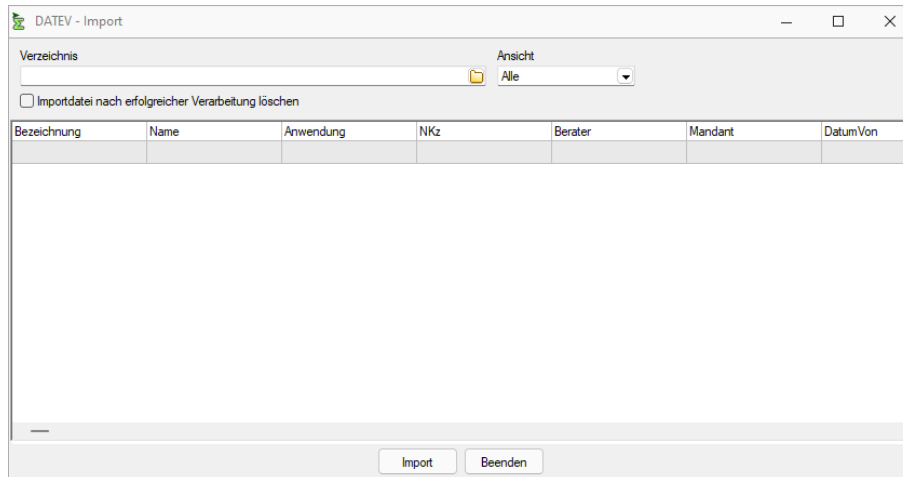 DATEV - Import
Verzeichnis Ansicht
Alle
Importdatei nach erfolgreicher Verarbeitung löschen
Bezeichnung Name Anwendung NKz Berater Mandant DatumVon
Import Beenden